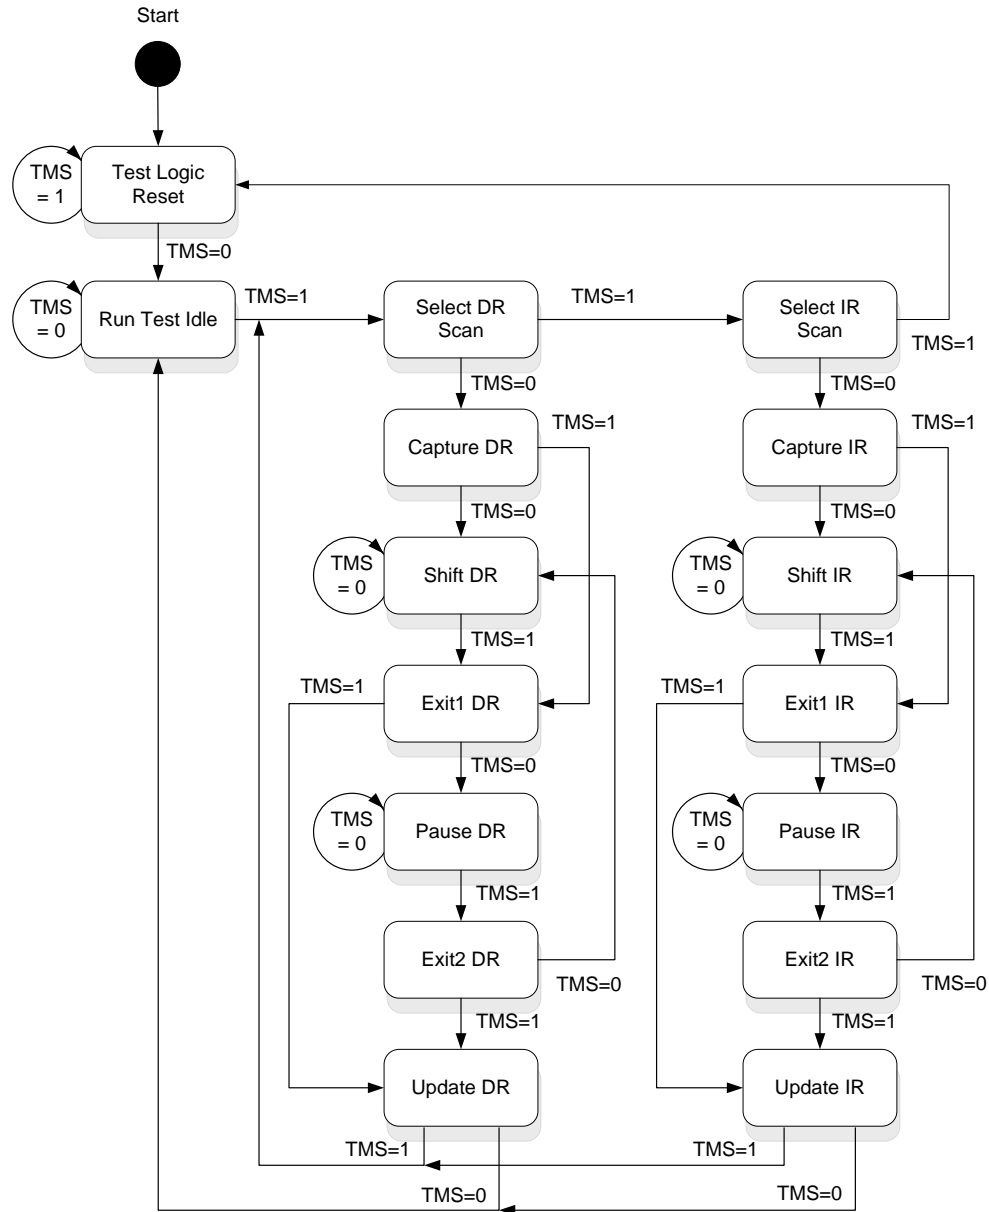 Start
TMS
= 1
Test Logic
Reset
TMS=0
TMS
= 0
Run Test Idle
TMS=1
Select DR
Scan
TMS=1
Select IR
Scan
TMS=1
TMS=0
TMS=0
Capture DR
TMS=1
Capture IR
TMS=1
TMS=0
TMS=0
TMS
= 0
Shift DR
TMS
= 0
Shift IR
TMS=1
TMS=1
TMS=1
Exit1 DR
TMS=1
Exit1 IR
TMS=0
TMS=0
TMS
= 0
Pause DR
TMS
= 0
Pause IR
TMS=1
TMS=1
Exit2 DR
TMS=0
Exit2 IR
TMS=0
TMS=1
TMS=1
Update DR
Update IR
TMS=1
TMS=1
TMS=0
TMS=0